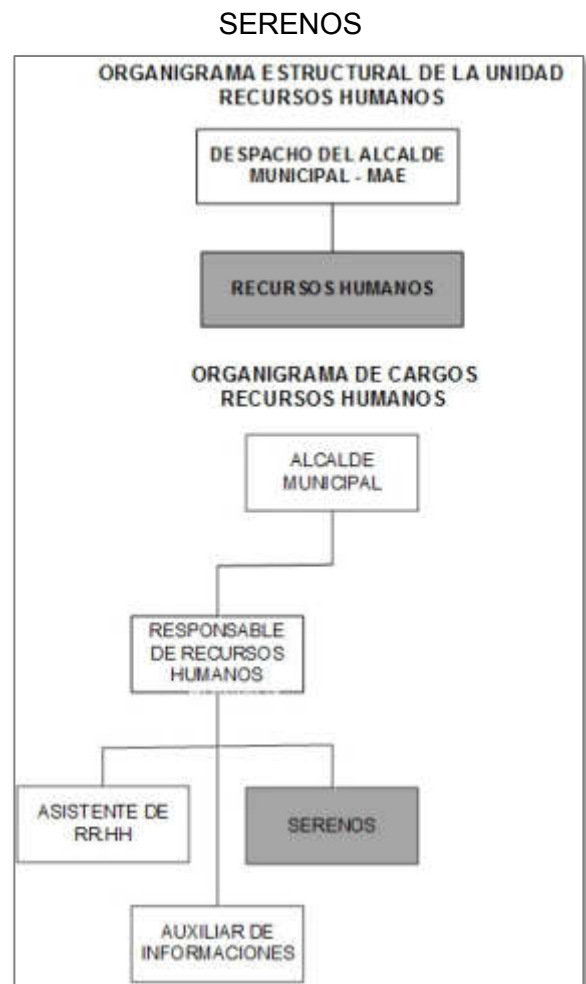 SERENOS
ORGANIGRAMA ESTRUCTURAL DE LA UNIDAD
RECURSOS HUMANOS
DESPACHO DEL ALCALDE
MUNICIPAL - MAE
RECURSOS HUMANOS
ORGANIGRAMA DE CARGOS
RECURSOS HUMANOS
ALCALDE
MUNICIPAL
RESPONSABLE
DE RECURSOS
HUMANOS
ASISTENTE DE
RR.HH
SERENOS
AUXILIAR DE
INFORMACIONES